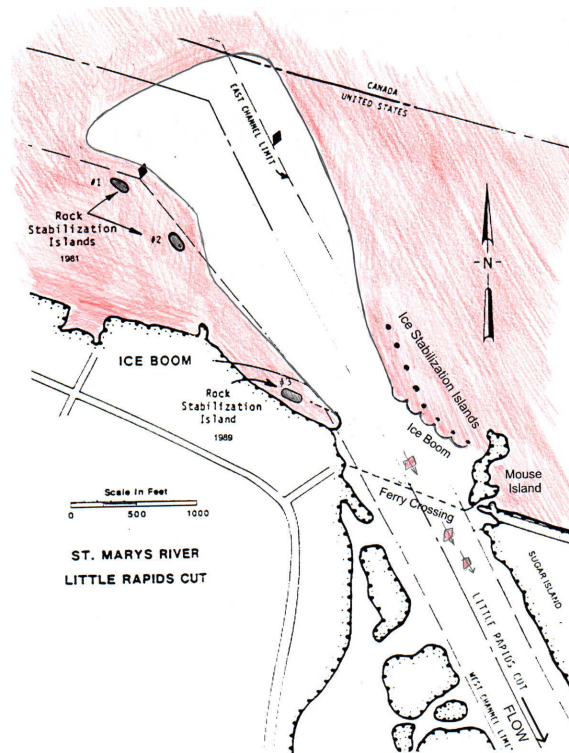 CANADA
UNITED STATES
EAST CHANNEL LIMIT
#1
Rock
Stabilization
Islands
1981
#2
N
ICE BOOM
#3
Rock
Stabilization
Island
1989
Ice Stabilization Islands
Ice Boom
Mouse
Island
Ferry Crossing
Scale In Feet
0 500 1000
ST. MARYS RIVER
LITTLE RAPIDS CUT
SUGAR ISLAND
LITTLE RAPIDS CUT
WEST CHANNEL LIMIT
FLOW